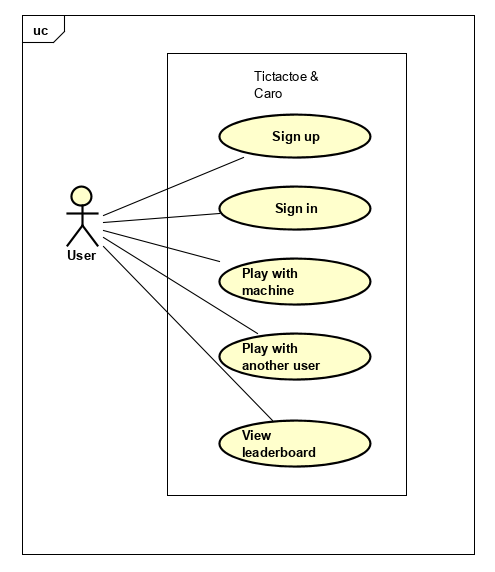 uc
Tictactoe &
Caro
Sign up
Sign in
User
Play with
machine
Play with
another user
View
leaderboard